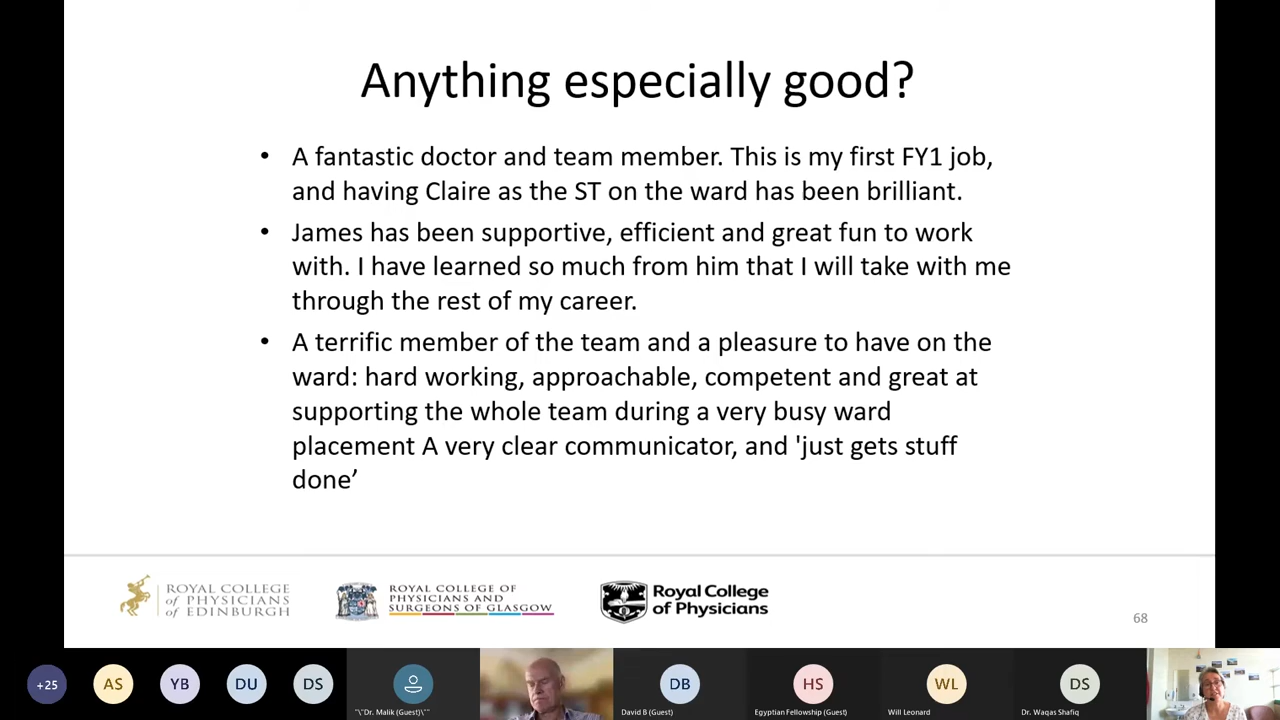 Anything especially good?
• A fantastic doctor and team member. This is my first FY1 job,
and having Claire as the ST on the ward has been brilliant.
• James has been supportive, efficient and great fun to work
with. I have learned so much from him that I will take with me
through the rest of my career.
• A terrific member of the team and a pleasure to have on the
ward: hard working, approachable, competent and great at
supporting the whole team during a very busy ward
placement A very clear communicator, and 'just gets stuff
done’
ROYAL COLLEGE
of PHYSICIANS
of EDINBURGH
ROYAL COLLEGE OF
PHYSICIANS AND
SURGEONS OF GLASGOW
Royal College
of Physicians
68
+25
AS
YB
DU
DS
"\"Dr. Malik (Guest)\""
DB
David B (Guest)
HS
Egyptian Fellowship (Guest)
WL
Will Leonard
DS
Dr. Waqas Shafiq